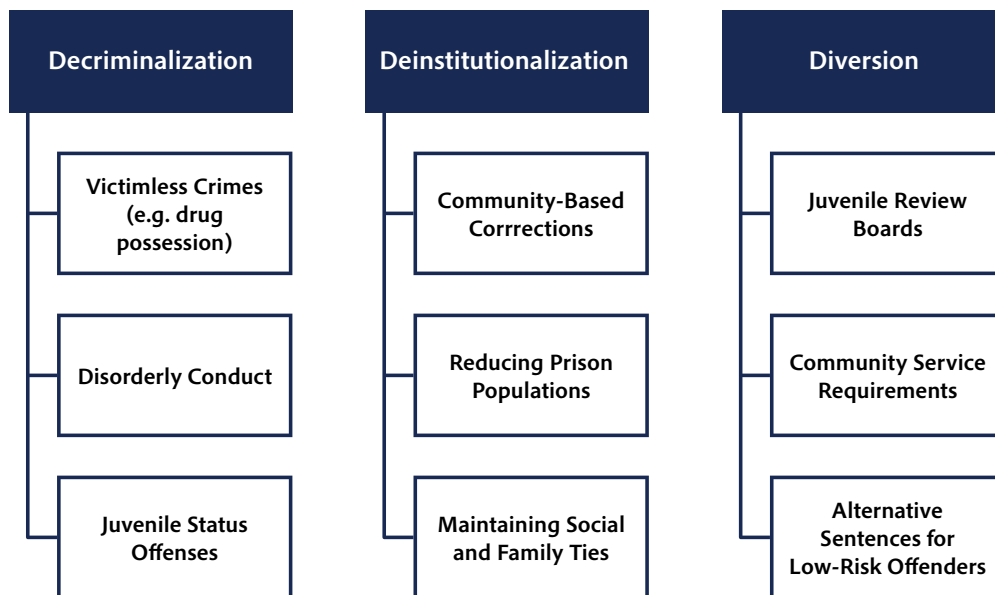 Decriminalization
Victimless Crimes
(e.g. drug
possession)
Disorderly Conduct
Juvenile Status
Offenses
Deinstitutionalization
Community-Based
Corrrections
Reducing Prison
Populations
Maintaining Social
and Family Ties
Diversion
Juvenile Review
Boards
Community Service
Requirements
Alternative
Sentences for
Low-Risk Offenders